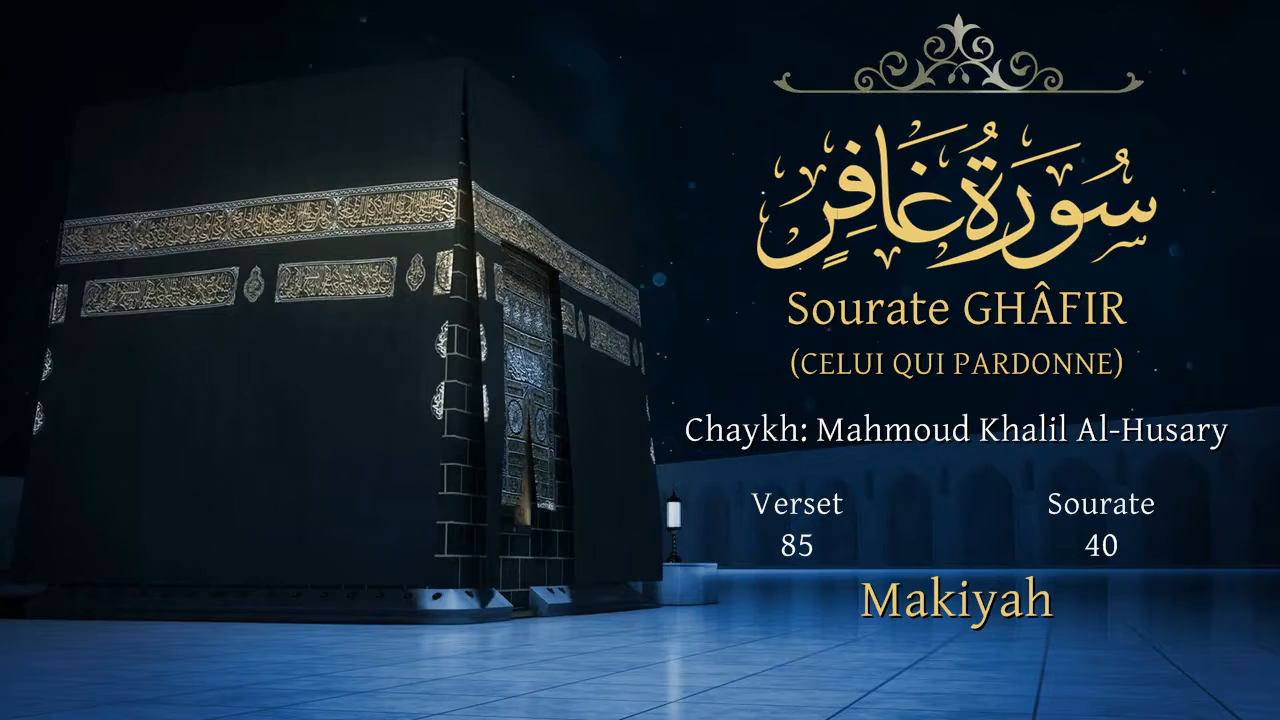 سُورَةُ غَافِرٍ
Sourate GHÂFIR
(CELUI QUI PARDONNE)
Chaykh: Mahmoud Khalil Al-Husary
Verset Sourate
85 40
Makiyah